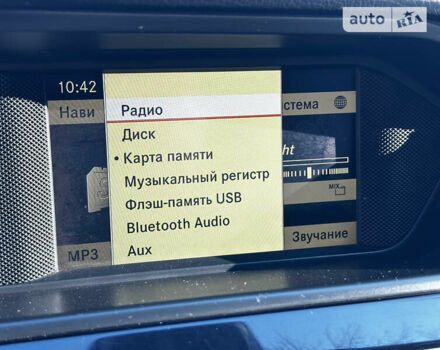 auto RIA
10:42
Нави
Радио
стема
Диск
• Карта памяти
ht
Музыкальный регистр
MIX
Флэш-память USB
Bluetooth Audio
Звучание
MP3
Aux